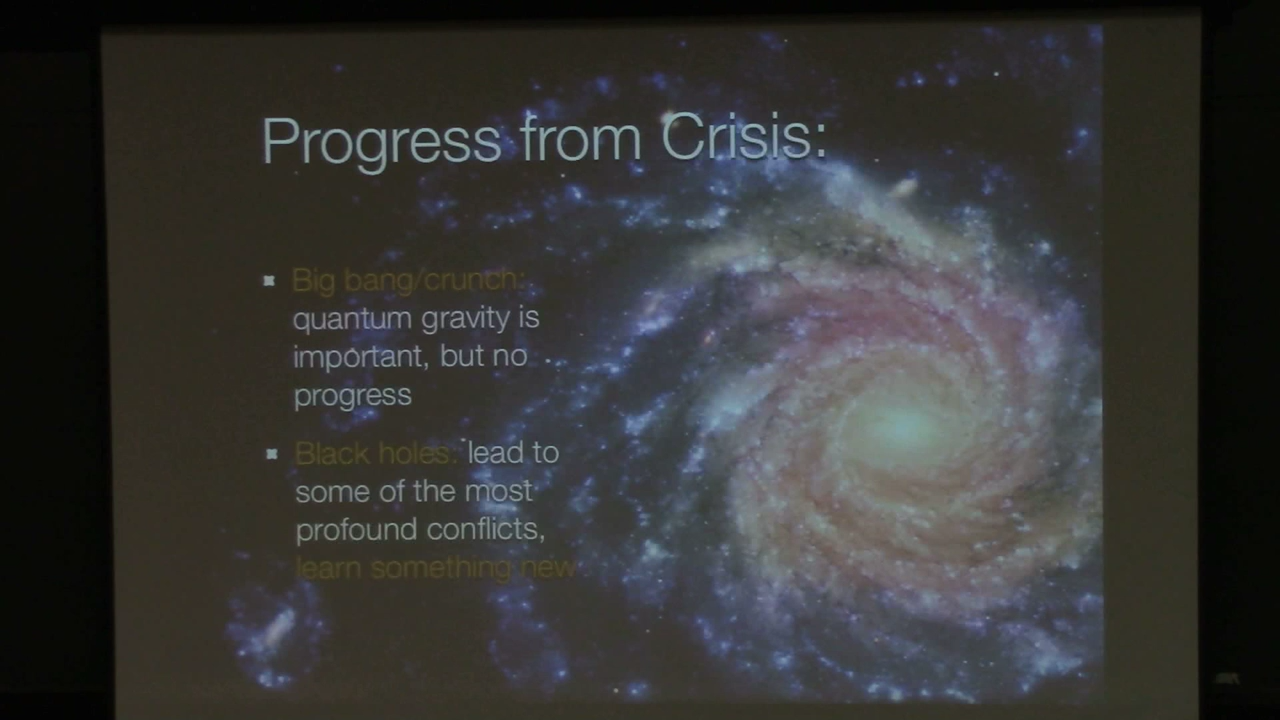 Progress from Crisis:
Big bang/crunch:
quantum gravity is
important, but no
progress
Black holes: lead to
some of the most
profound conflicts,
learn something new